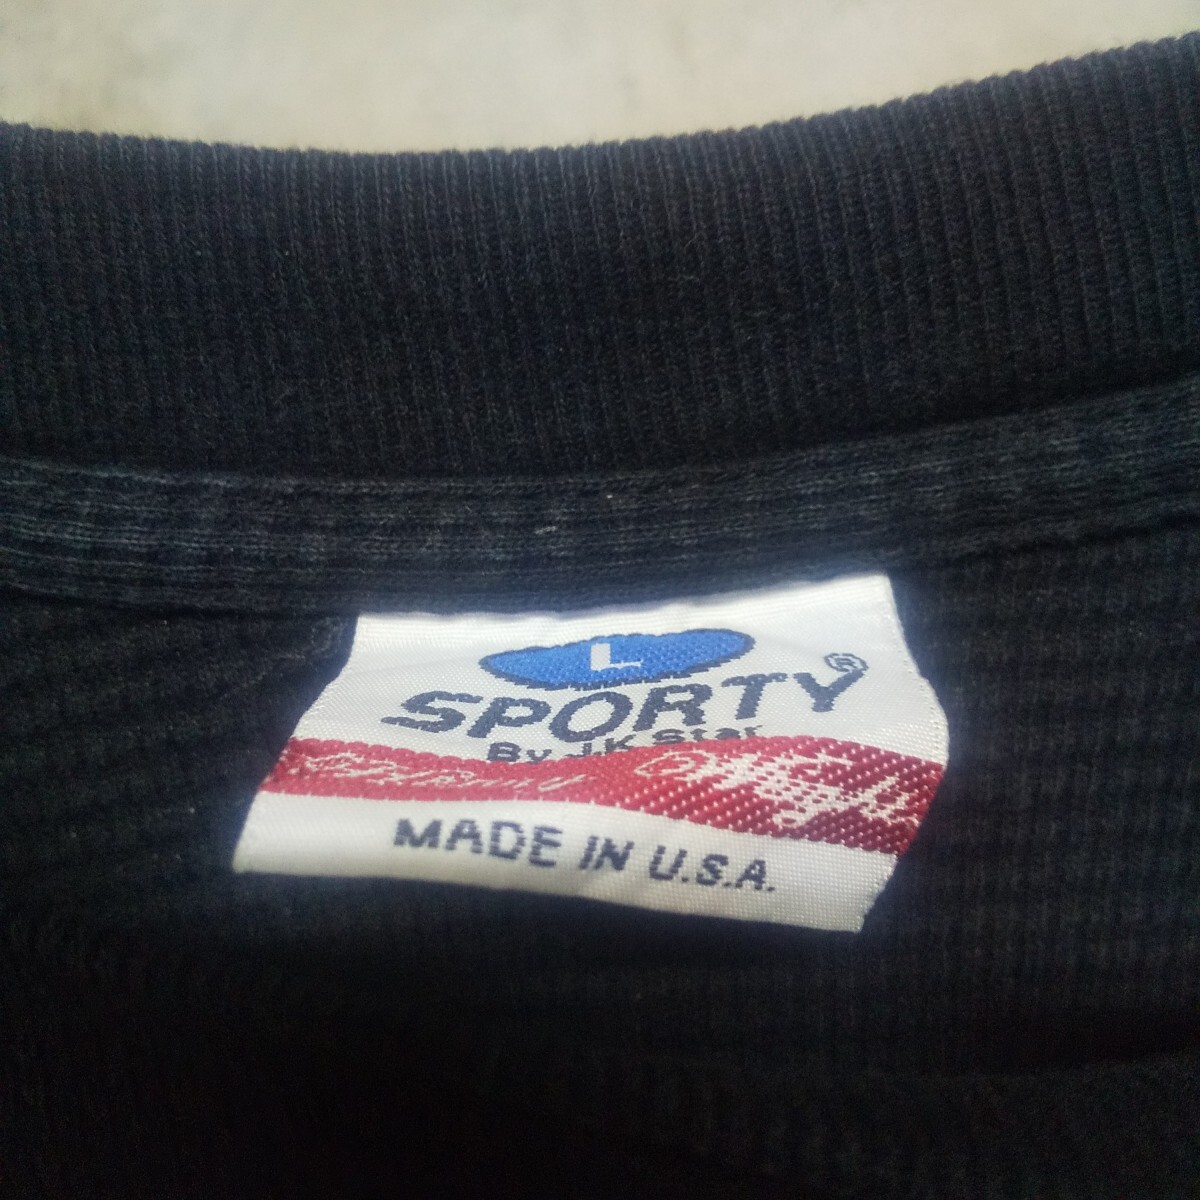 L
SPORTY®
By J.K Star
MADE IN U.S.A.